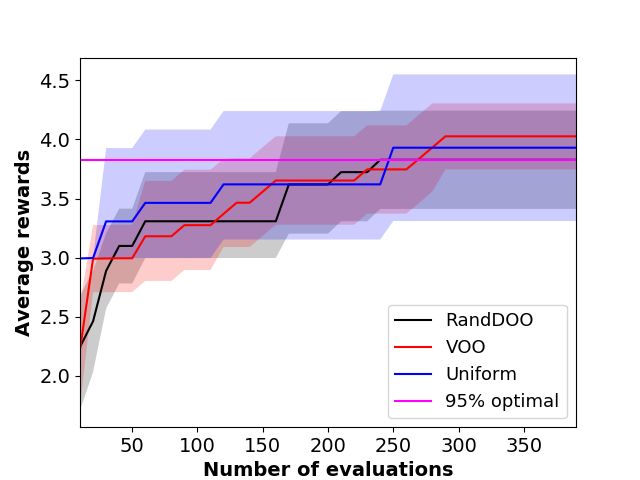 4.5
4.0
3.5
3.0
2.5
2.0
Average rewards
RandDOO
VOO
Uniform
95% optimal
50 100 150 200 250 300 350
Number of evaluations